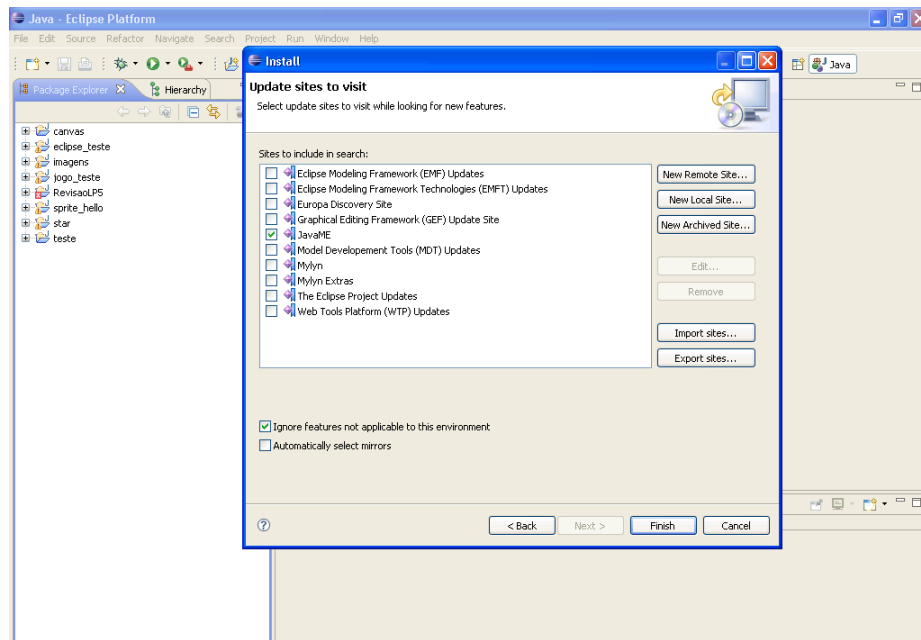 Java - Eclipse Platform
File Edit Source Refactor Navigate Search Project Run Window Help
Java
Package Explorer
Hierarchy
canvas
eclipse_teste
imagens
jogo_teste
RevisaoLP5
sprite_hello
star
teste
Install
Update sites to visit
Select update sites to visit while looking for new features.
Sites to include in search:
Eclipse Modeling Framework (EMF) Updates
Eclipse Modeling Framework Technologies (EMFT) Updates
Europa Discovery Site
Graphical Editing Framework (GEF) Update Site
JavaME
Model Developement Tools (MDT) Updates
Mylyn
Mylyn Extras
The Eclipse Project Updates
Web Tools Platform (WTP) Updates
New Remote Site...
New Local Site...
New Archived Site...
Edit...
Remove
Import sites...
Export sites...
Ignore features not applicable to this environment
Automatically select mirrors
< Back
Next >
Finish
Cancel